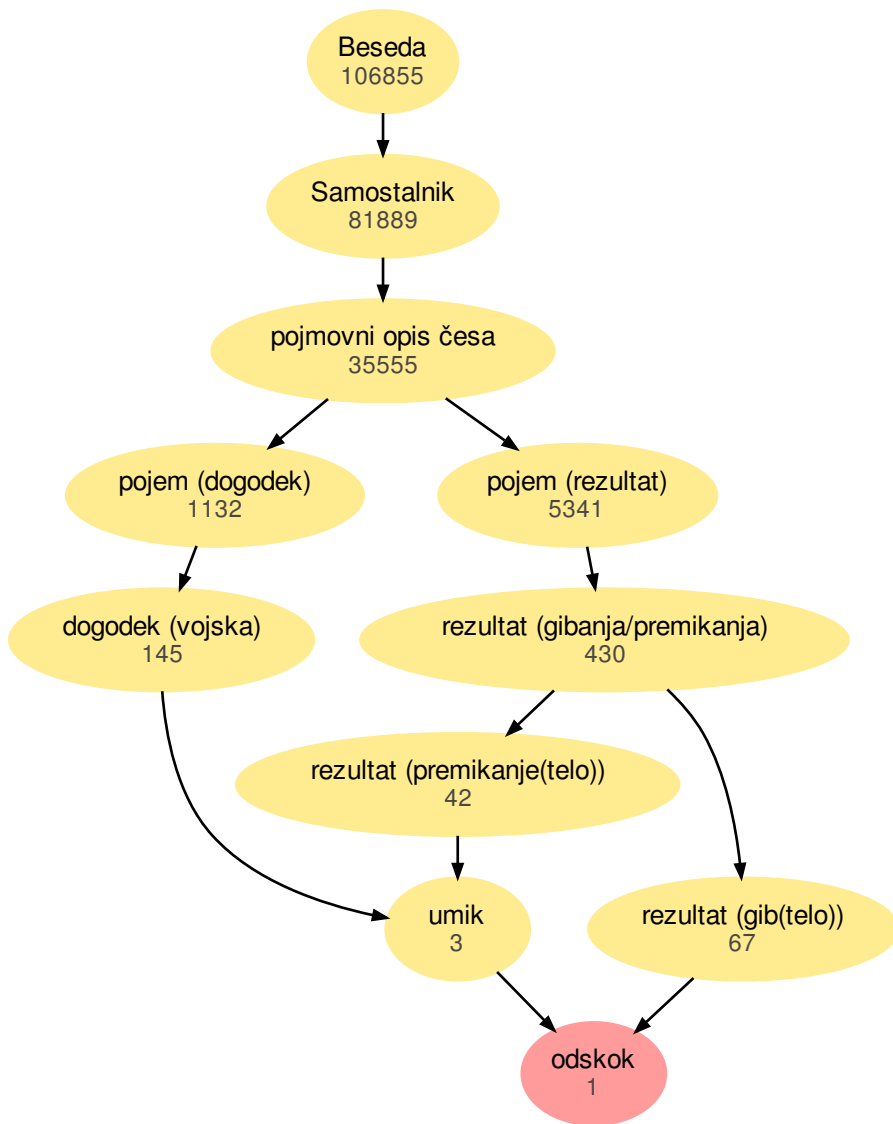 Beseda
106855
Samostalnik
81889
pojmovni opis česa
35555
pojem (dogodek)
1132
pojem (rezultat)
5341
dogodek (vojska)
145
rezultat (gibanja/premikanja)
430
rezultat (premikanje(telo))
42
umik
3
rezultat (gib(telo))
67
odskok
1